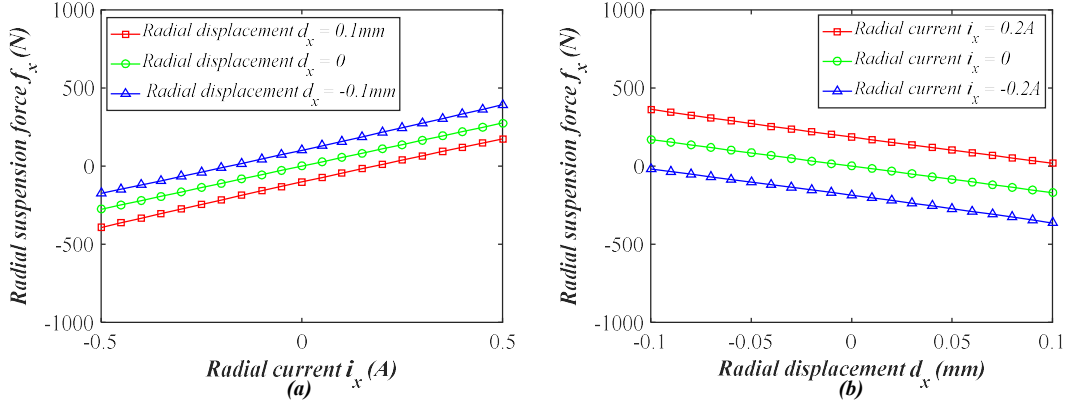 1000
500
0
-500
-1000
Radial suspension force f_x (N)
Radial displacement d_x = 0.1mm
Radial displacement d_x = 0
Radial displacement d_x = -0.1mm
-0.5
0
0.5
Radial current i_x (A)
(a)
1000
500
0
-500
-1000
Radial suspension force f_x (N)
Radial current i_x = 0.2A
Radial current i_x = 0
Radial current i_x = -0.2A
-0.1
-0.05
0
0.05
0.1
Radial displacement d_x (mm)
(b)